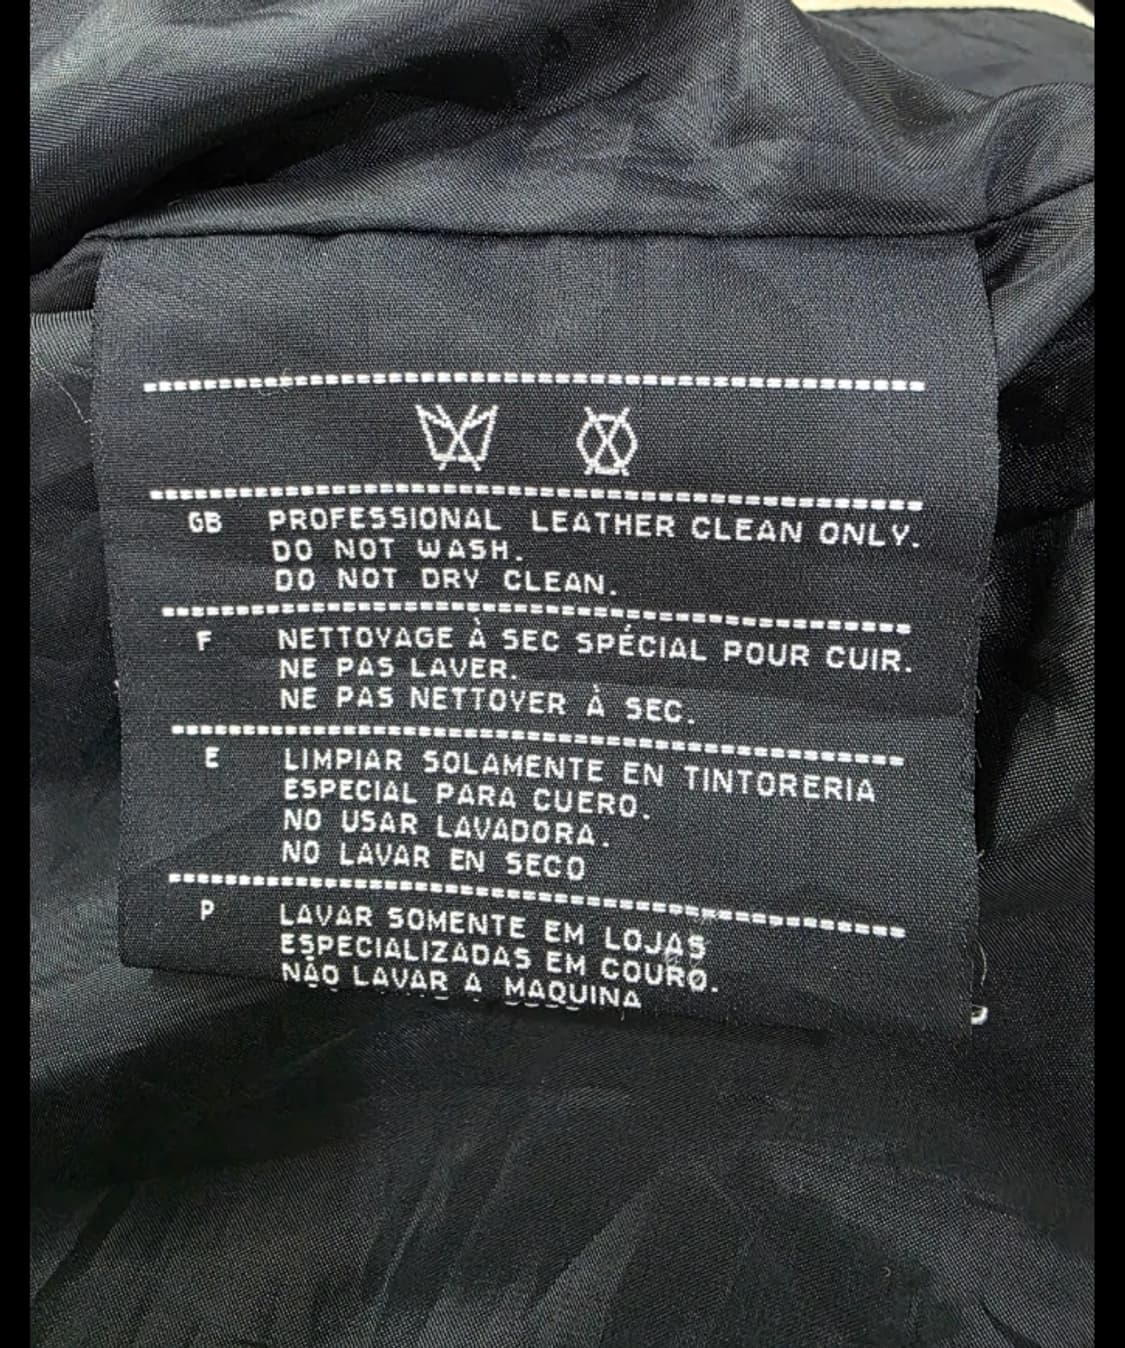 GB PROFESSIONAL LEATHER CLEAN ONLY.
DO NOT WASH.
DO NOT DRY CLEAN.
F NETTOYAGE À SEC SPÉCIAL POUR CUIR.
NE PAS LAVER.
NE PAS NETTOYER À SEC.
E LIMPIAR SOLAMENTE EN TINTORERIA
ESPECIAL PARA CUERO.
NO USAR LAVADORA.
NO LAVAR EN SECO
P LAVAR SOMENTE EM LOJAS
ESPECIALIZADAS EM COURO.
NÃO LAVAR A MAQUINA